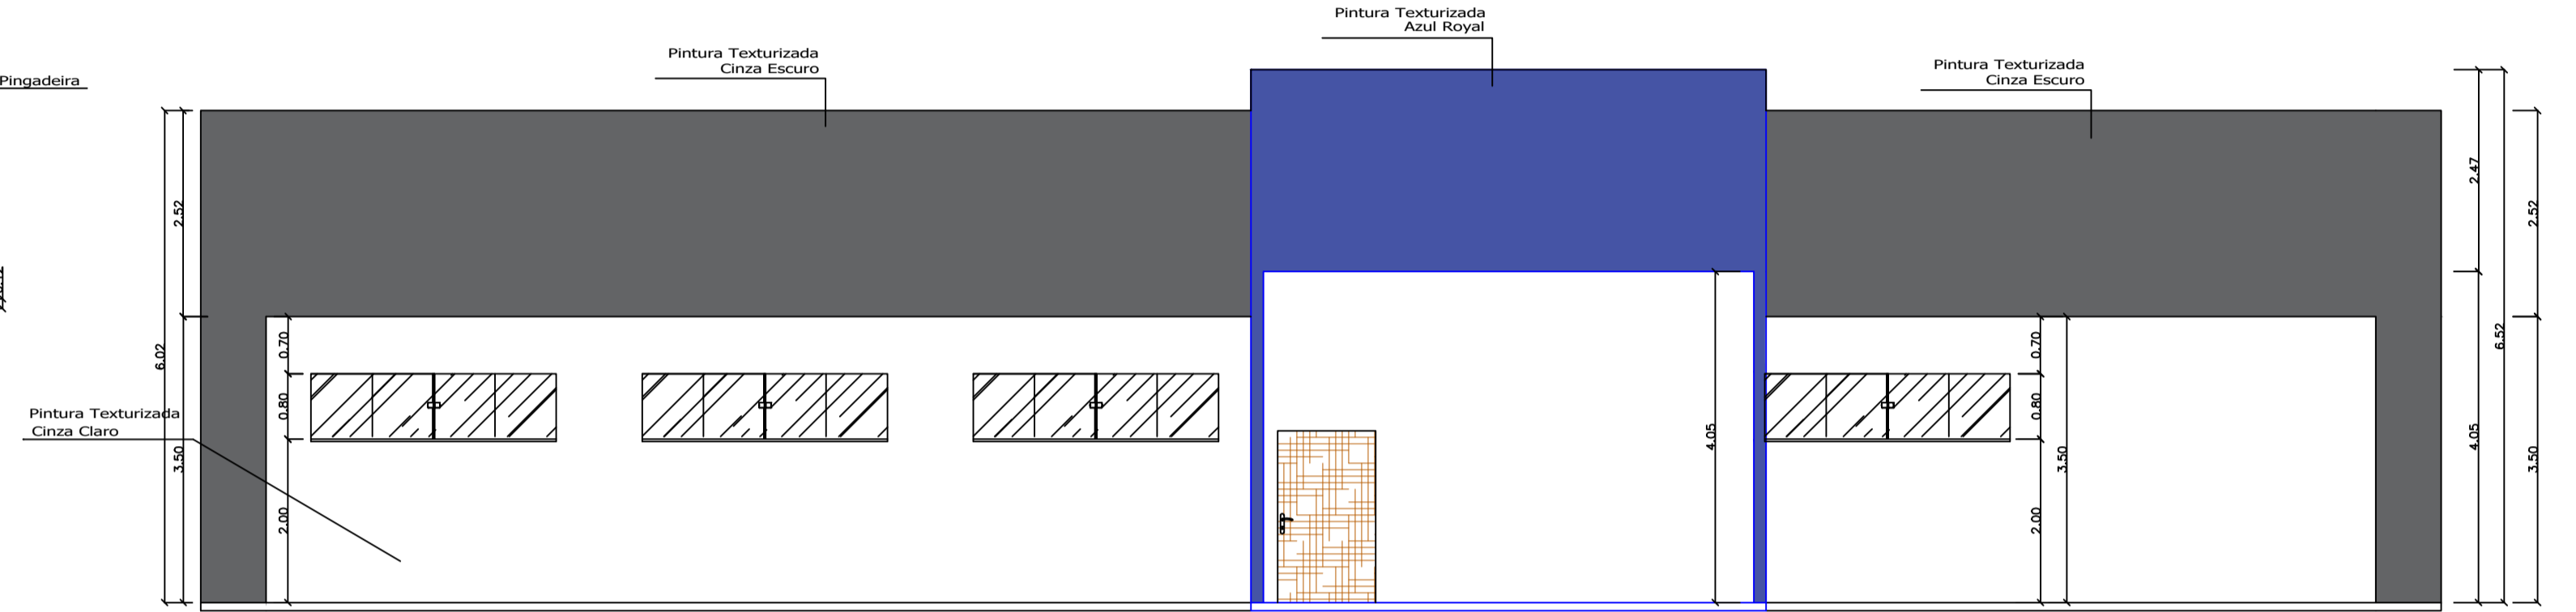 Pintura Texturizada
Azul Royal
Pintura Texturizada
Cinza Escuro
Pintura Texturizada
Cinza Escuro
Pingadeira
2.52
6.02
3.50
0.70
0.80
2.00
Pintura Texturizada
Cinza Claro
4.05
0.70
0.80
2.00
3.50
2.47
4.05
6.52
2.52
3.50